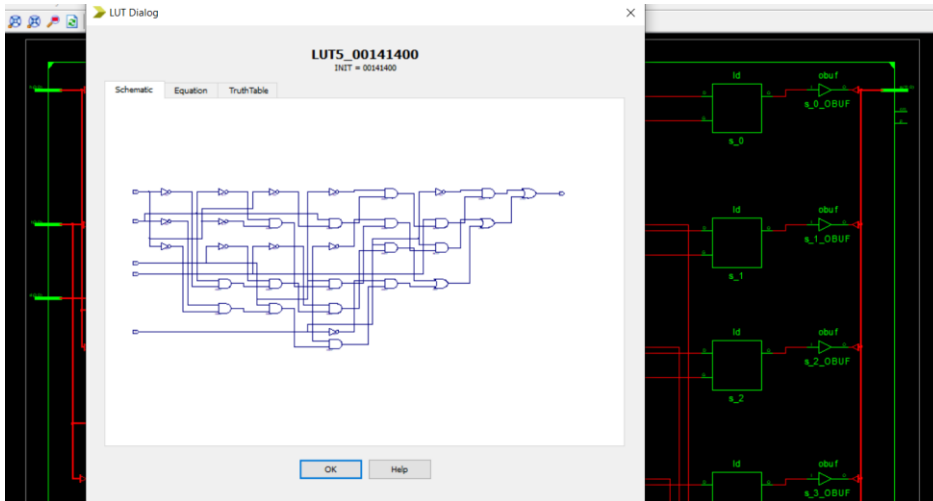 LUT Dialog
LUT5_00141400
INIT = 00141400
Schematic Equation TruthTable
OK Help
ld obuf
s_0_OBUF
s_0
ld obuf
s_1_OBUF
s_1
ld obuf
s_2_OBUF
s_2
ld obuf
s_3_OBUF